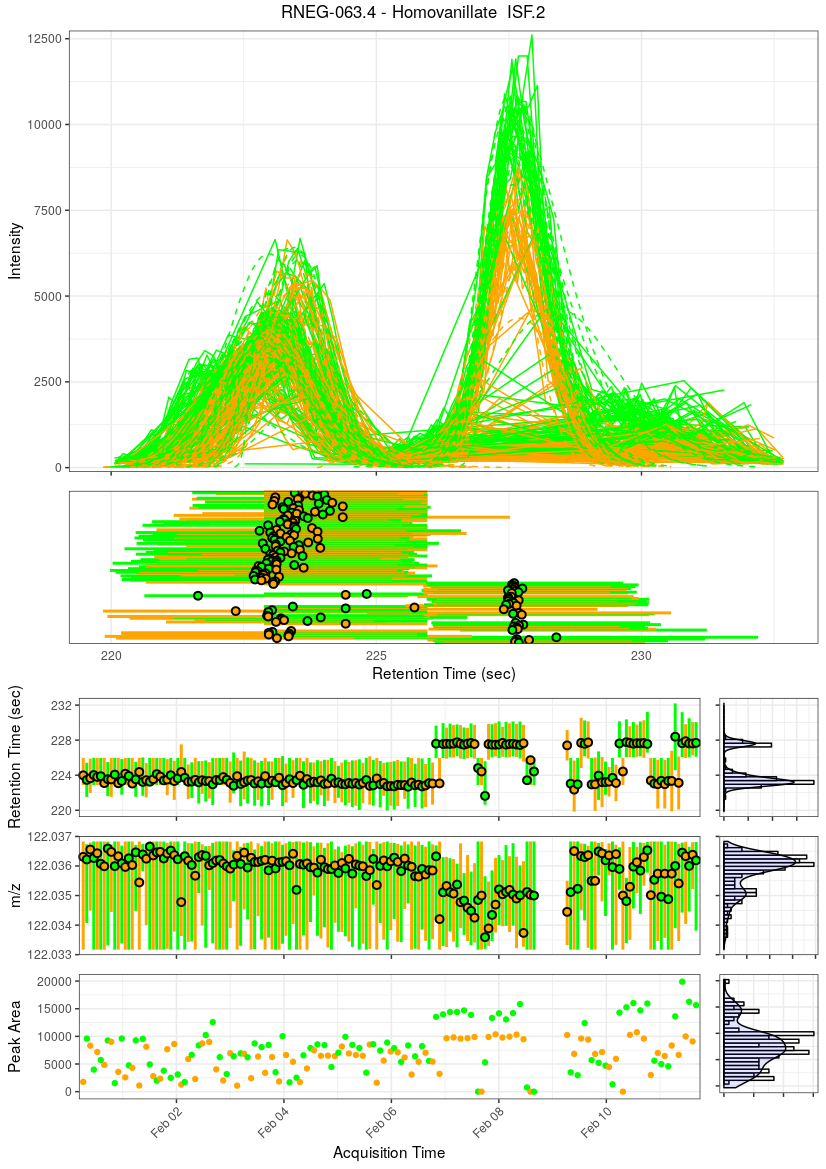 RNEG-063.4 - Homovanillate  ISF.2
12500
10000
7500
5000
2500
0
Intensity
220
225
230
Retention Time (sec)
232
228
224
220
Retention Time (sec)
122.037
122.036
122.035
122.034
122.033
m/z
20000
15000
10000
5000
0
Peak Area
Feb 02
Feb 04
Feb 06
Feb 08
Feb 10
Acquisition Time